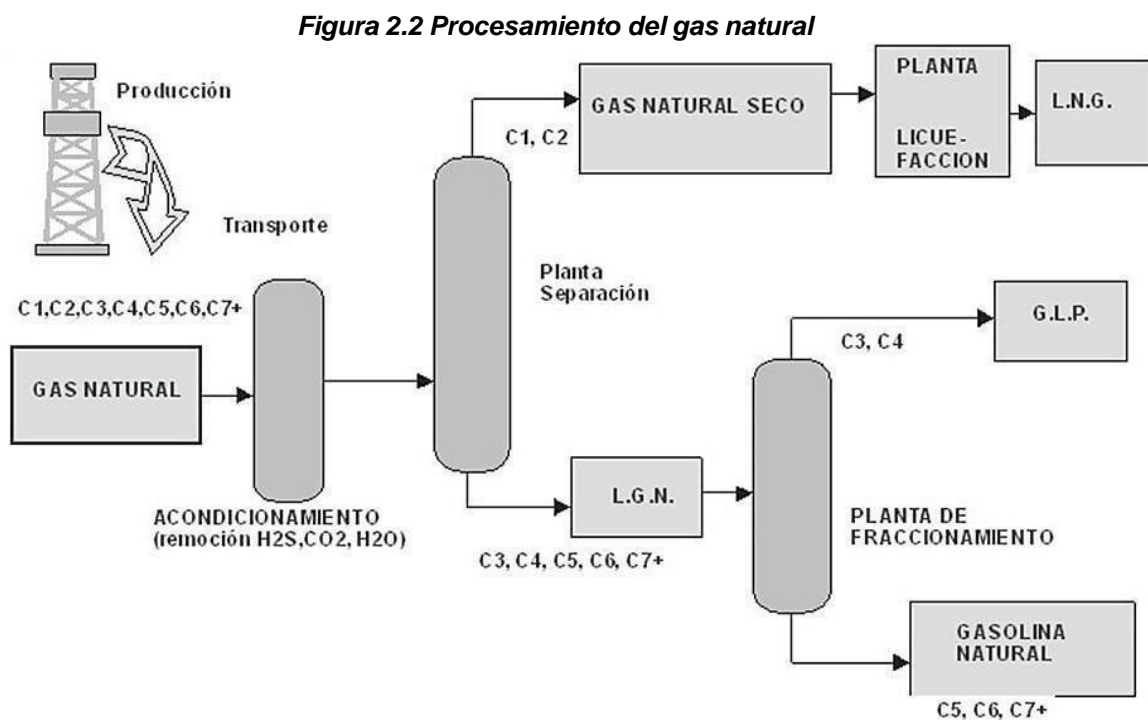 Figura 2.2 Procesamiento del gas natural
Producción
Transporte
C1,C2,C3,C4,C5,C6,C7+
GAS NATURAL
ACONDICIONAMIENTO
(remoción H2S,CO2, H2O)
C1, C2
GAS NATURAL SECO
PLANTA
LICUE-
FACCION
L.N.G.
Planta
Separación
L.G.N.
C3, C4, C5, C6, C7+
C3, C4
G.L.P.
PLANTA DE
FRACCIONAMIENTO
GASOLINA
NATURAL
C5, C6, C7+